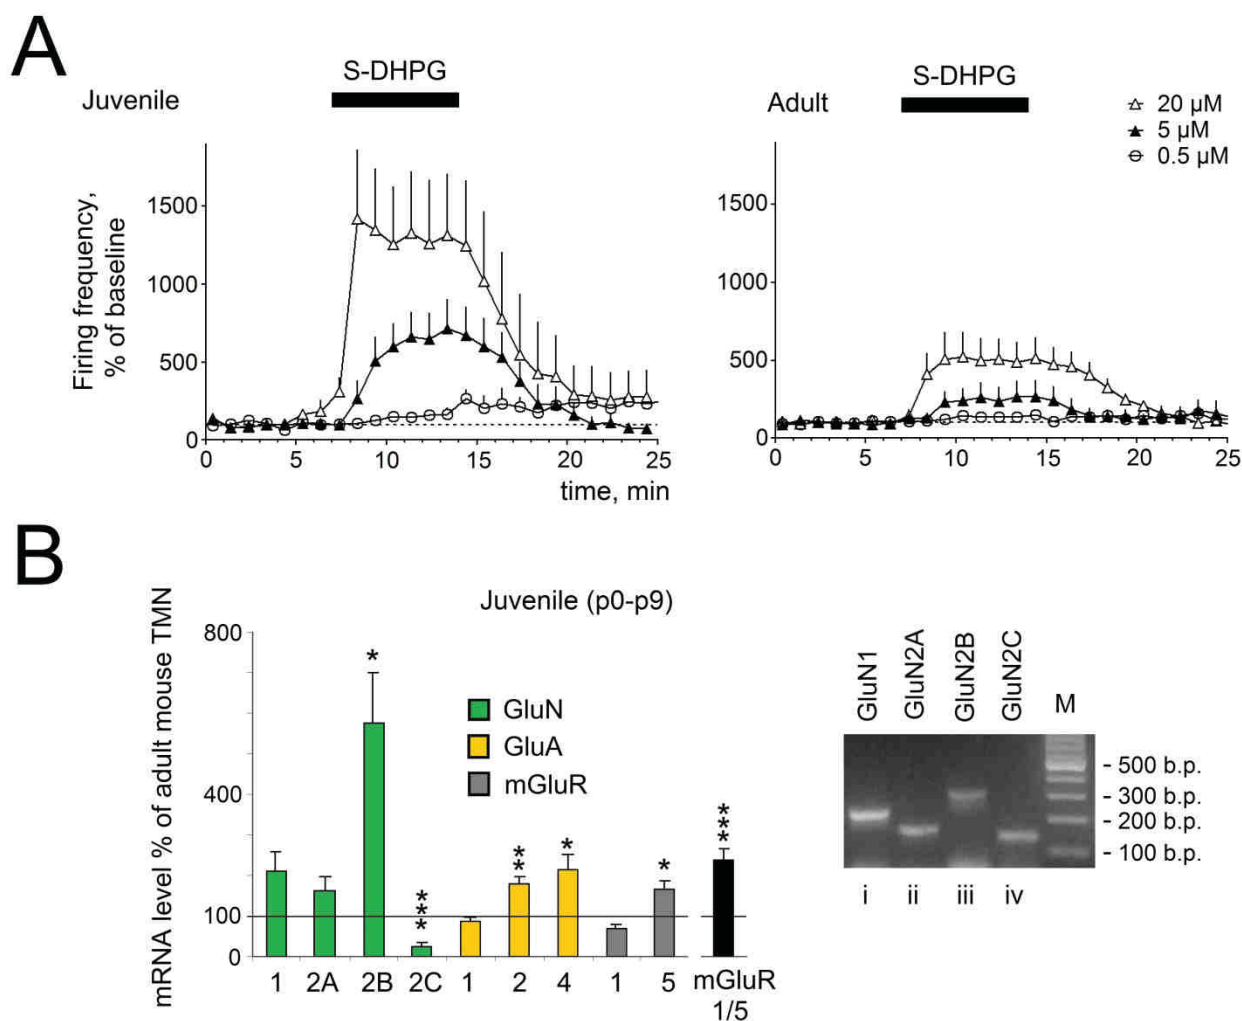 A
S-DHPG
Juvenile
Firing frequency,
% of baseline
1500
1000
500
0
0 5 10 15 20 25
time, min
S-DHPG
Adult
20 µM
5 µM
0.5 µM
1500
1000
500
0
0 5 10 15 20 25
B
Juvenile (p0-p9)
mRNA level % of adult mouse TMN
800
400
100
0
*
***
**
*
*
***
GluN
GluA
mGluR
1 2A 2B 2C 1 2 4 1 5 mGluR
1/5
GluN1
GluN2A
GluN2B
GluN2C
M
- 500 b.p.
- 300 b.p.
- 200 b.p.
- 100 b.p.
i ii iii iv